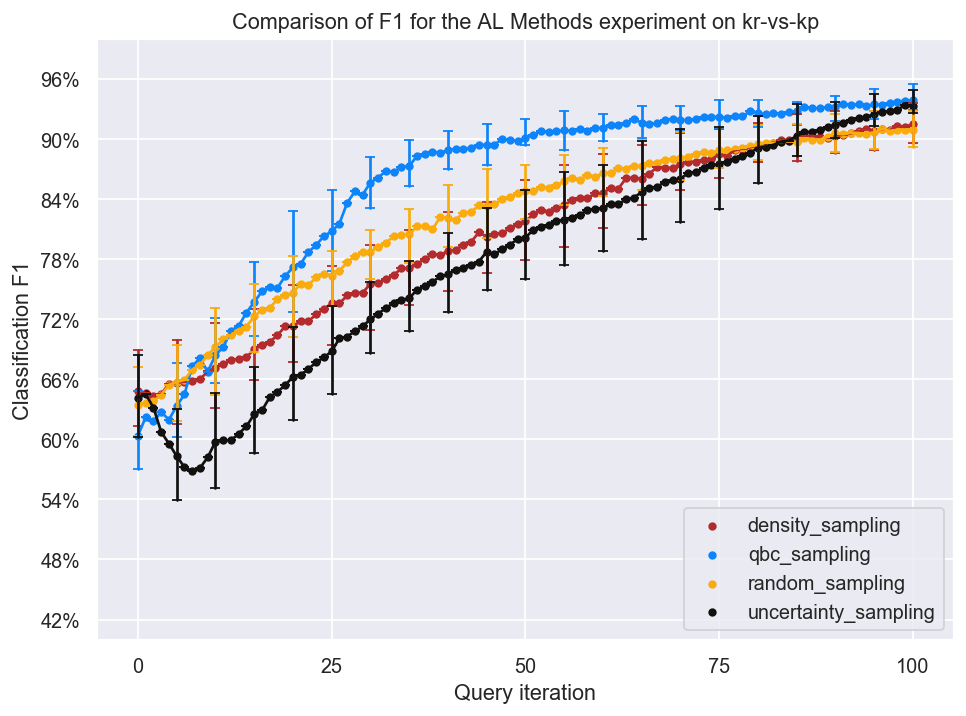 Comparison of F1 for the AL Methods experiment on kr-vs-kp
Classification F1
96%
90%
84%
78%
72%
66%
60%
54%
48%
42%
density_sampling
qbc_sampling
random_sampling
uncertainty_sampling
0
25
50
75
100
Query iteration